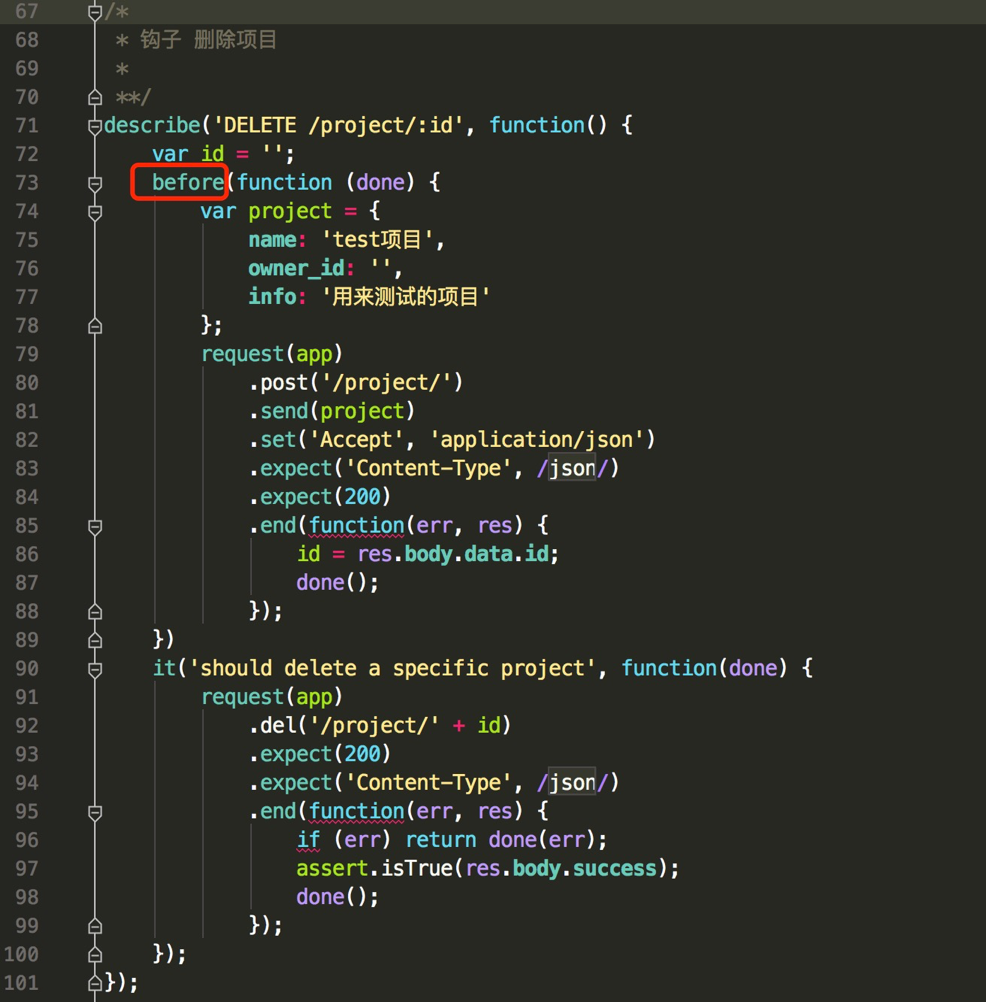 67 /*
68 * 钩子 删除项目
69 *
70 **/
71 describe('DELETE /project/:id', function() {
72 var id = '';
73 before(function (done) {
74 var project = {
75 name: 'test项目',
76 owner_id: '',
77 info: '用来测试的项目'
78 };
79 request(app)
80 .post('/project/')
81 .send(project)
82 .set('Accept', 'application/json')
83 .expect('Content-Type', /json/)
84 .expect(200)
85 .end(function(err, res) {
86 id = res.body.data.id;
87 done();
88 });
89 })
90 it('should delete a specific project', function(done) {
91 request(app)
92 .del('/project/' + id)
93 .expect(200)
94 .expect('Content-Type', /json/)
95 .end(function(err, res) {
96 if (err) return done(err);
97 assert.isTrue(res.body.success);
98 done();
99 });
100 });
101 });